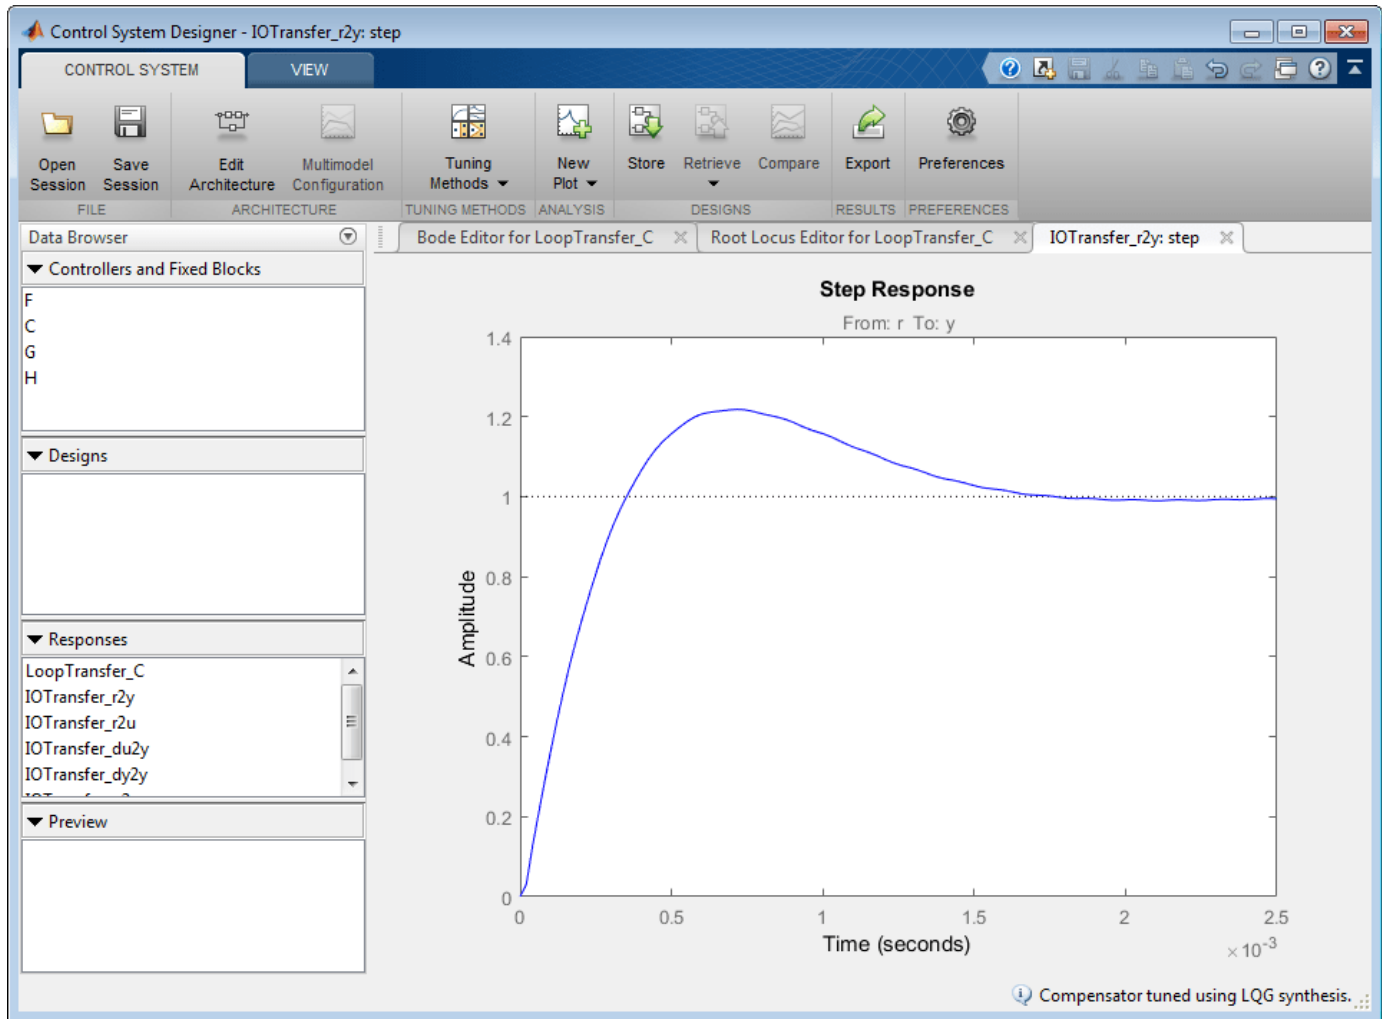 Control System Designer - IOTransfer_r2y: step
CONTROL SYSTEM
VIEW
Open Session
Save Session
Edit Architecture
Multimodel Configuration
Tuning Methods
New Plot
Store
Retrieve
Compare
Export
Preferences
FILE
ARCHITECTURE
TUNING METHODS
ANALYSIS
DESIGNS
RESULTS
PREFERENCES
Data Browser
Controllers and Fixed Blocks
F
C
G
H
Designs
Responses
LoopTransfer_C
IOTransfer_r2y
IOTransfer_r2u
IOTransfer_du2y
IOTransfer_dy2y
Preview
Bode Editor for LoopTransfer_C
Root Locus Editor for LoopTransfer_C
IOTransfer_r2y: step
Step Response
From: r To: y
1.4
1.2
1
0.8
0.6
0.4
0.2
0
Amplitude
0
0.5
1
1.5
2
2.5
Time (seconds)
×10-3
Compensator tuned using LQG synthesis.